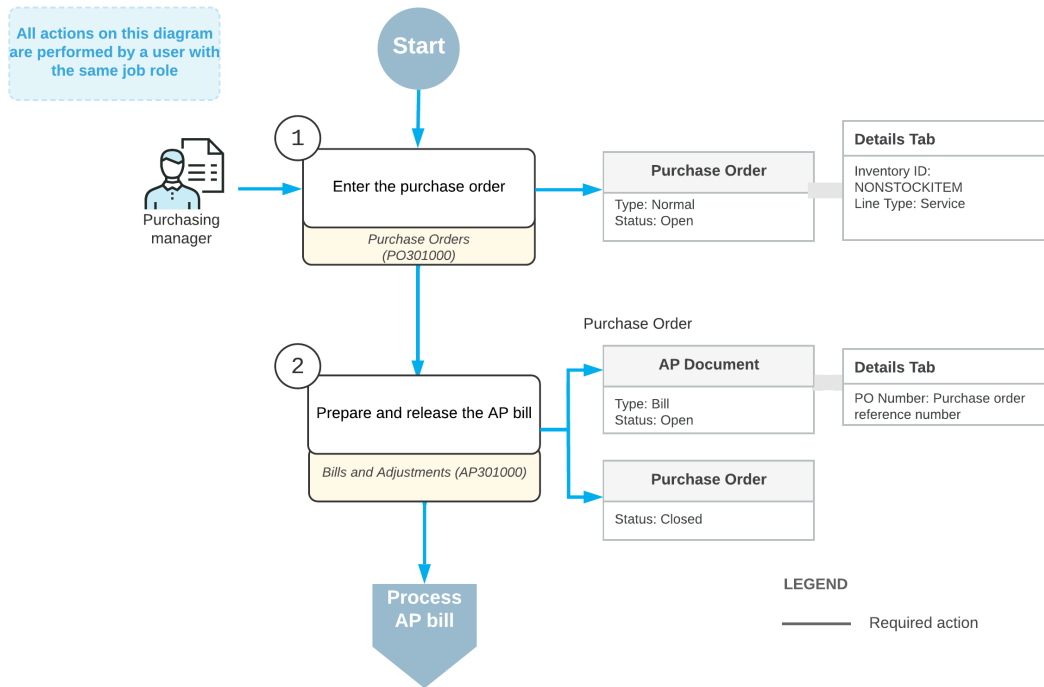 All actions on this diagram
are performed by a user with
the same job role
Start
1
Enter the purchase order
Purchase Orders
(PO301000)
Purchasing
manager
Purchase Order
Type: Normal
Status: Open
Details Tab
Inventory ID:
NONSTOCKITEM
Line Type: Service
2
Prepare and release the AP bill
Bills and Adjustments (AP301000)
Purchase Order
AP Document
Type: Bill
Status: Open
Details Tab
PO Number: Purchase order
reference number
Purchase Order
Status: Closed
Process
AP bill
LEGEND
Required action